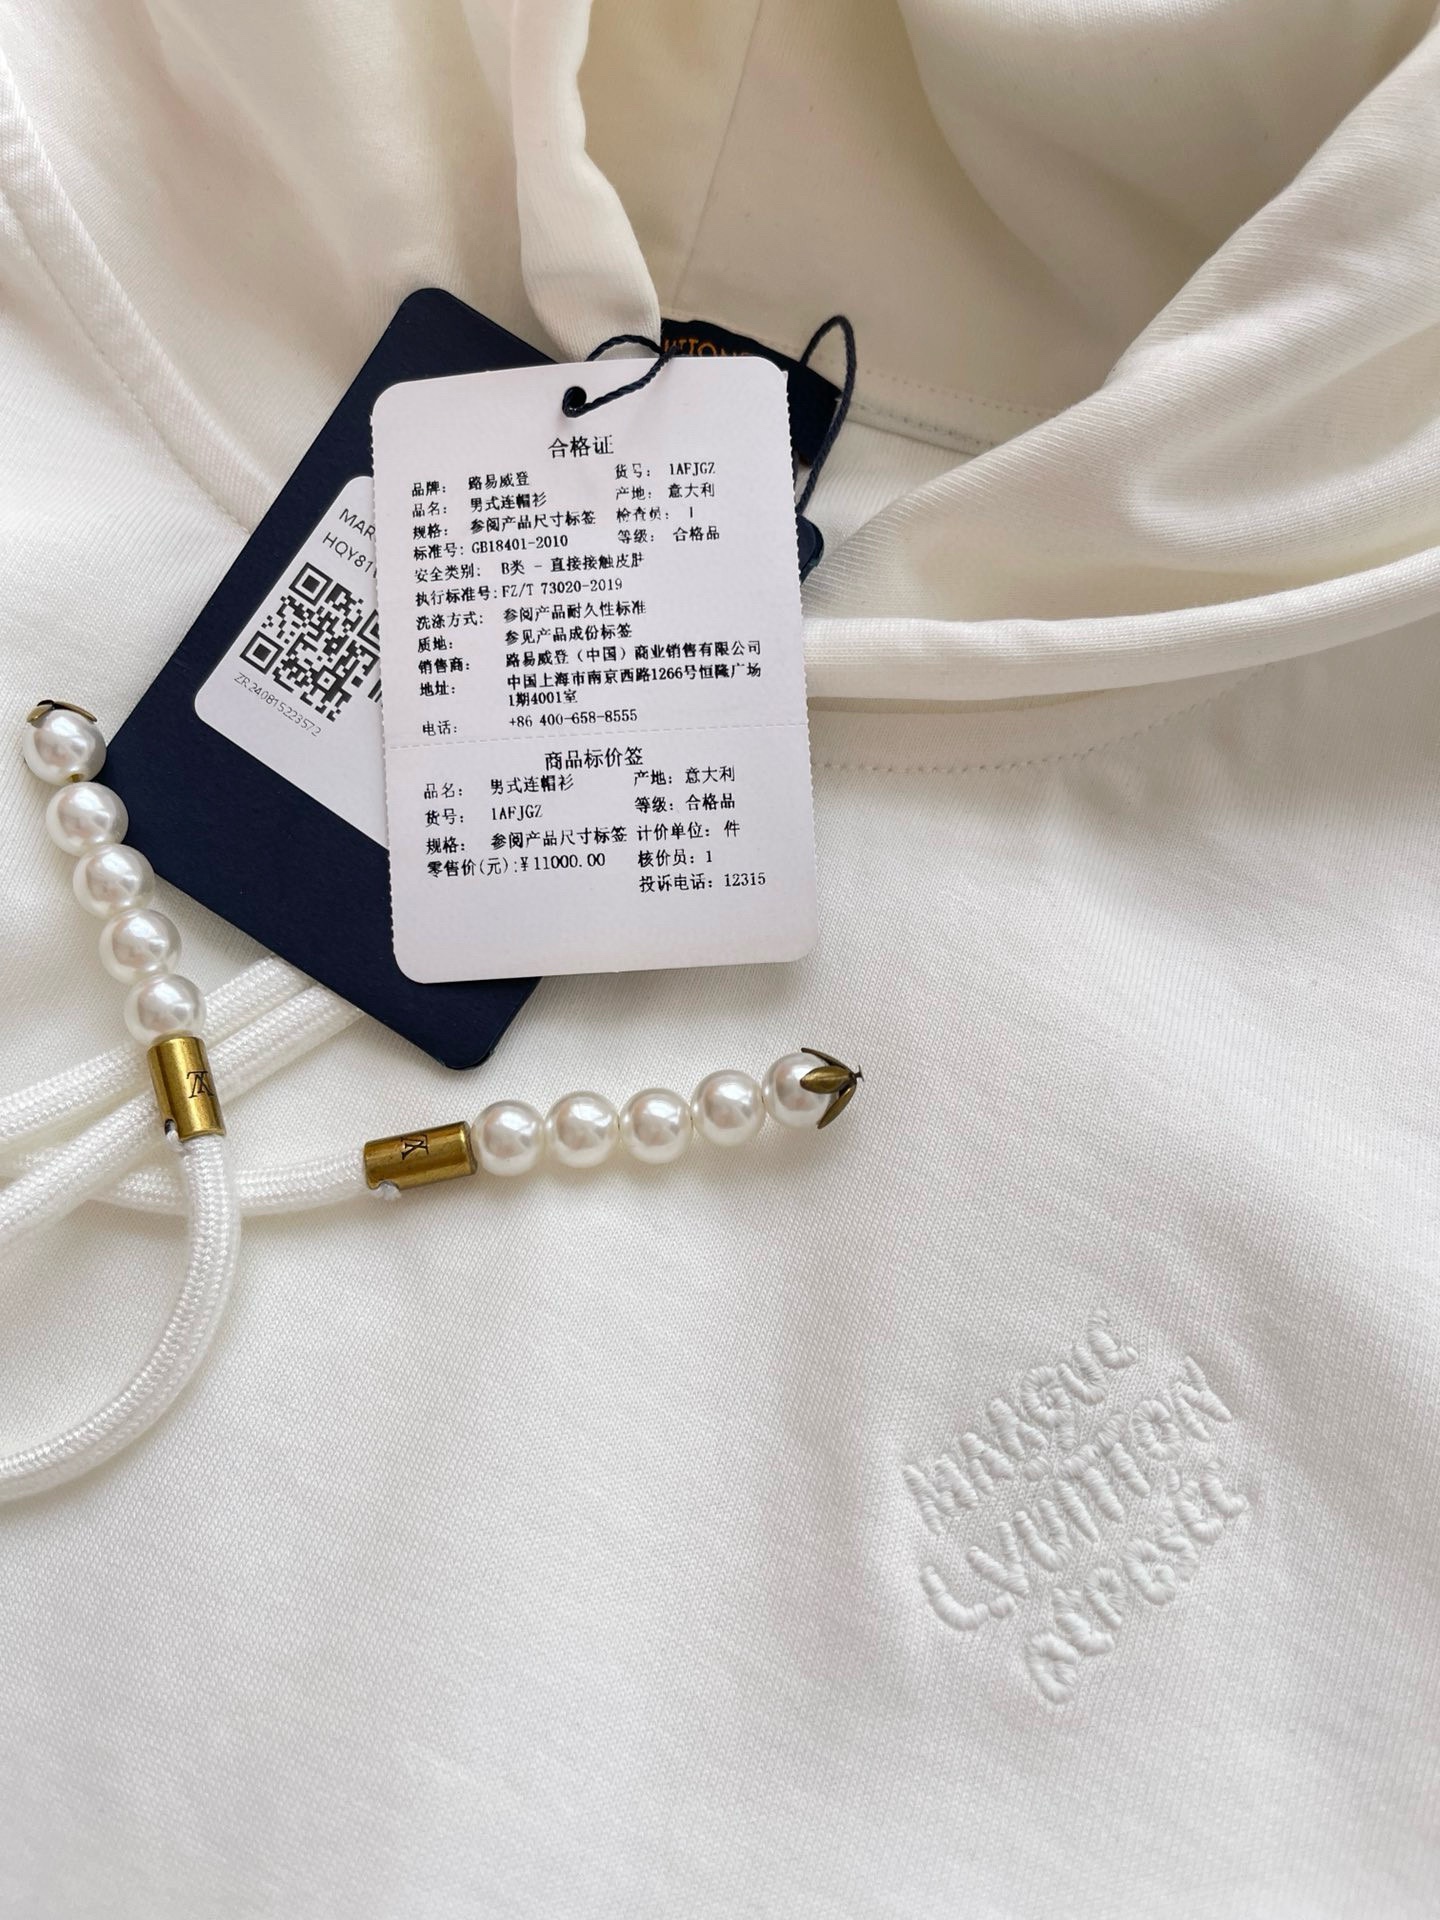 UITTON
MAR
HQY81
ZR240815223572
合格证
品牌： 路易威登 货号： 1AFJGZ
品名： 男式连帽衫 产地： 意大利
规格： 参阅产品尺寸标签 检查员： 1
标准号: GB18401-2010 等级： 合格品
安全类别： B类 - 直接接触皮肤
执行标准号:FZ/T 73020-2019
洗涤方式： 参阅产品耐久性标准
质地： 参见产品成份标签
销售商： 路易威登（中国）商业销售有限公司
地址： 中国上海市南京西路1266号恒隆广场
1期4001室
电话： +86 400-658-8555
商品标价签
品名： 男式连帽衫 产地：意大利
货号： 1AFJGZ 等级：合格品
规格： 参阅产品尺寸标签 计价单位： 件
零售价(元):¥11000.00 核价员：1
投诉电话：12315
LV
LV
MARQUE
L.VUITTON
DÉPOSÉE